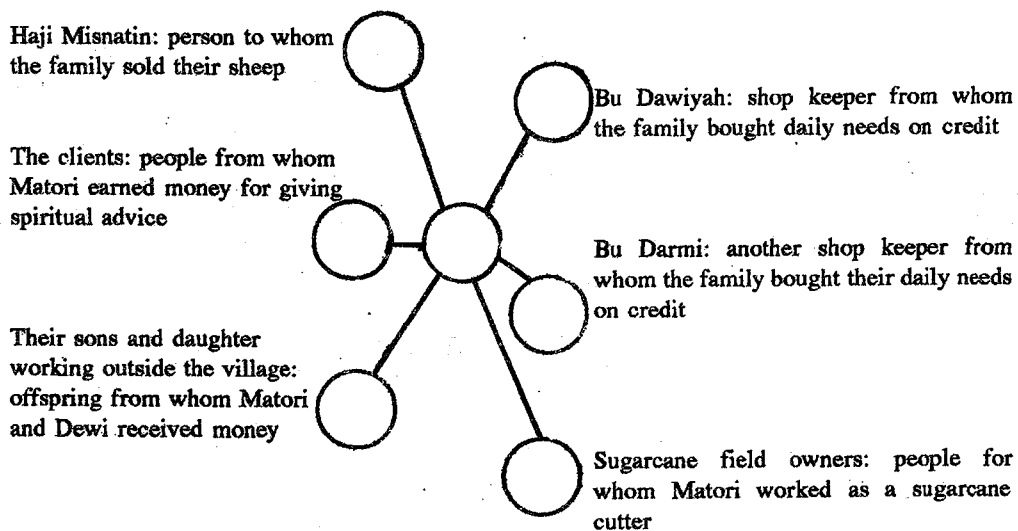 Haji Misnatin: person to whom
the family sold their sheep
Bu Dawiyah: shop keeper from whom
the family bought daily needs on credit
The clients: people from whom
Matori earned money for giving
spiritual advice
Bu Darmi: another shop keeper from
whom the family bought their daily needs
on credit
Their sons and daughter
working outside the village:
offspring from whom Matori
and Dewi received money
Sugarcane field owners: people for
whom Matori worked as a sugarcane
cutter